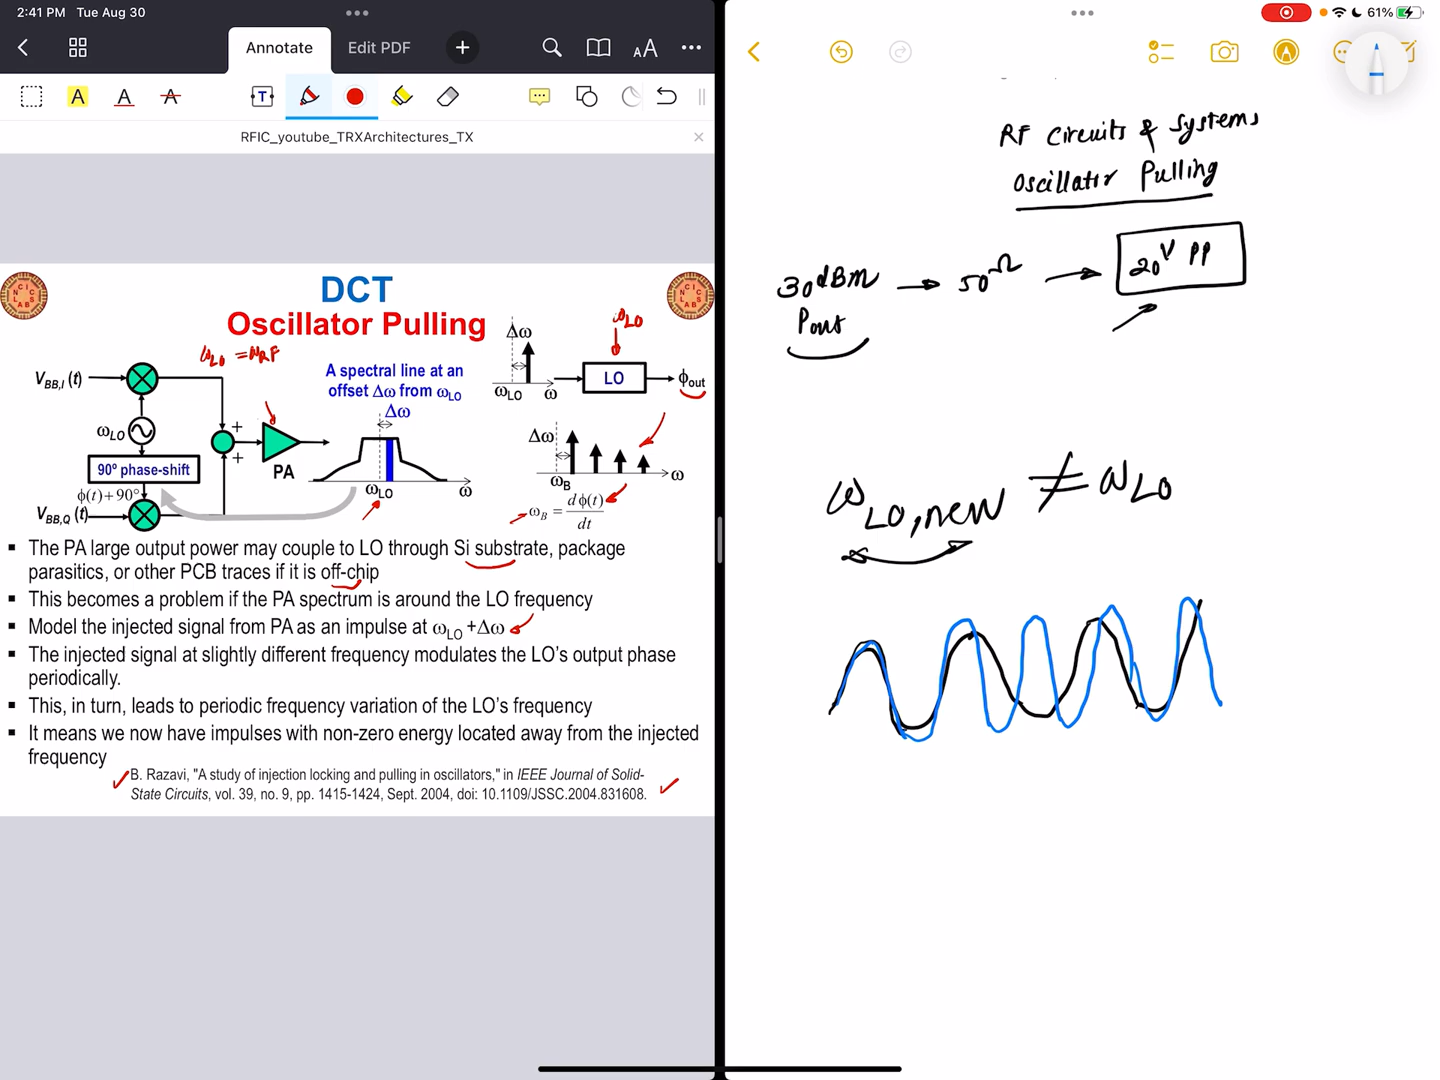 2:41 PM Tue Aug 30
61%
Annotate
Edit PDF
AA
A
A
A
T
RFIC_youtube_TRXArchitectures_TX
DCT
Oscillator Pulling
ωLO = ωRF
VBB,I (t)
ωLO
90º phase-shift
ϕ(t)+90°
VBB,Q (t)
+
+
PA
A spectral line at an
offset Δω from ωLO
Δω
ωLO
ω
Δω
ωLO
ω
ωLO
LO
ϕout
Δω
ωB
ω
ωB = dϕ(t)/dt
▪ The PA large output power may couple to LO through Si substrate, package
parasitics, or other PCB traces if it is off-chip
▪ This becomes a problem if the PA spectrum is around the LO frequency
▪ Model the injected signal from PA as an impulse at ωLO +Δω
▪ The injected signal at slightly different frequency modulates the LO's output phase
periodically.
▪ This, in turn, leads to periodic frequency variation of the LO's frequency
▪ It means we now have impulses with non-zero energy located away from the injected
frequency
B. Razavi, "A study of injection locking and pulling in oscillators," in IEEE Journal of Solid-
State Circuits, vol. 39, no. 9, pp. 1415-1424, Sept. 2004, doi: 10.1109/JSSC.2004.831608.
RF Circuits & Systems
Oscillator Pulling
30dBm → 50Ω → 20V PP
Pout
ωLO,new ≠ ωLO